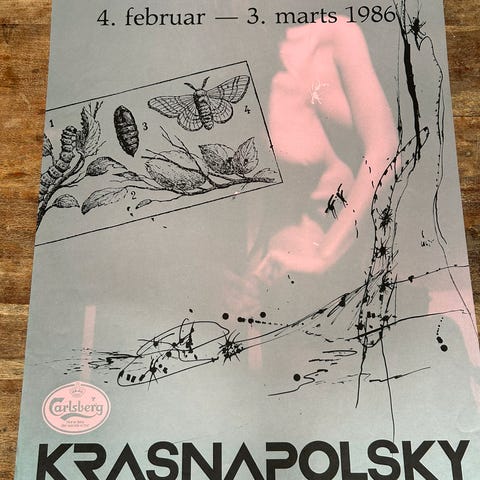 4. februar — 3. marts 1986
1
3
4
2
Carlsberg
KRASNAPOLSKY